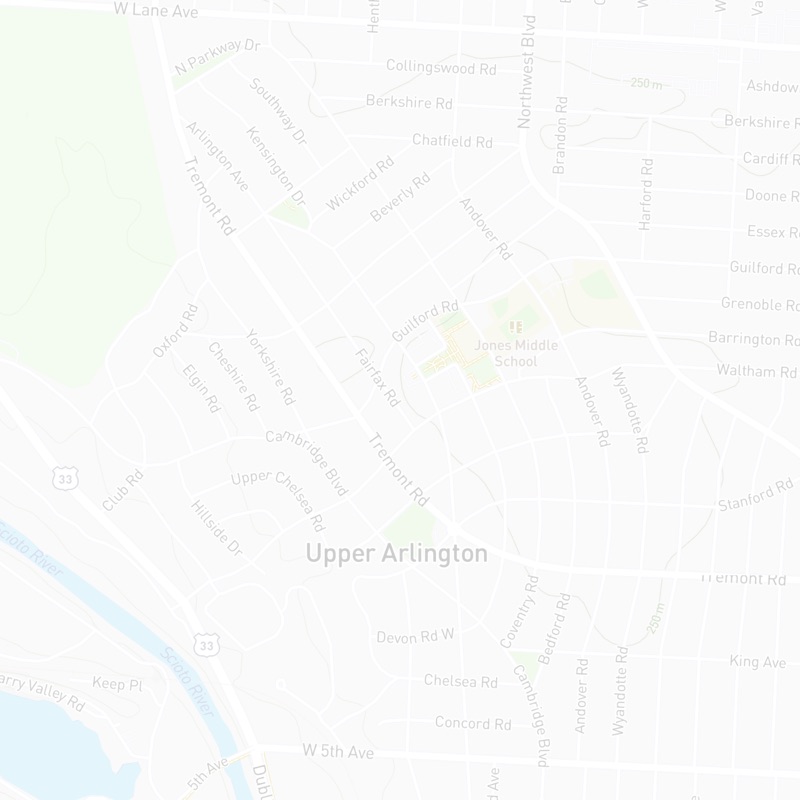 W Lane Ave
N Parkway Dr
Collingswood Rd
250 m
Ashdow
Southway Dr
Berkshire Rd
Northwest Blvd
Brandon Rd
Berkshire R
Arlington Ave
Kensington Dr
Chatfield Rd
Cardiff R
Tremont Rd
Wickford Rd
Beverly Rd
Harford Rd
Doone R
Andover Rd
Essex R
Guilford Rd
Oxford Rd
Guilford Rd
Grenoble Rd
Barrington Rd
Jones Middle
School
Yorkshire Rd
Cheshire Rd
Elgin Rd
Fairfax Rd
Waltham Rd
Andover Rd
Wyandotte Rd
Cambridge Blvd
Tremont Rd
33
Club Rd
Upper Chelsea Rd
Stanford Rd
Hillside Dr
Scioto River
Upper Arlington
Tremont Rd
Coventry Rd
Bedford Rd
250 m
33
Devon Rd W
King Ave
Scioto River
Keep Pl
arry Valley Rd
Chelsea Rd
Cambridge Blvd
Andover Rd
Wyandotte Rd
Concord Rd
W 5th Ave
5th Ave
Dubl
d Ave